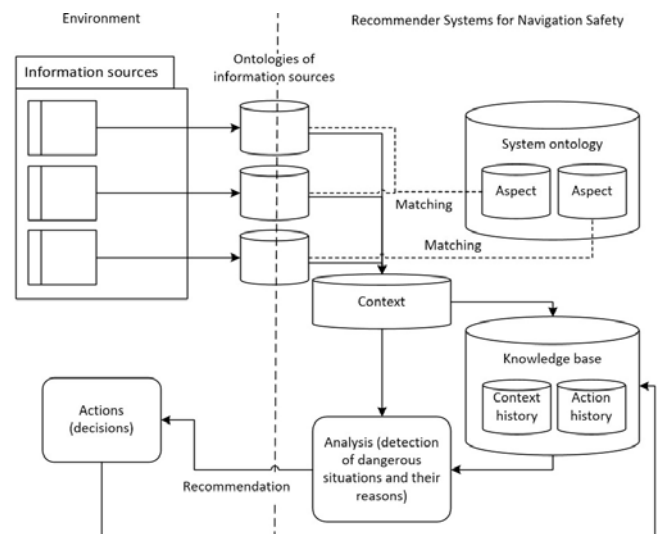 Environment
Recommender Systems for Navigation Safety
Information sources
Ontologies of
information sources
System ontology
Aspect
Aspect
Matching
Matching
Context
Knowledge base
Context
history
Action
history
Actions
(decisions)
Analysis (detection
of dangerous
situations and their
reasons)
Recommendation